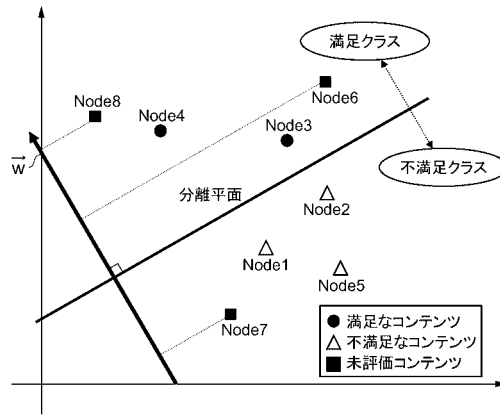 満足クラス
Node8
Node4
Node6
Node3
不満足クラス
w
分離平面
Node2
Node1
Node5
Node7
満足なコンテンツ
不満足なコンテンツ
未評価コンテンツ